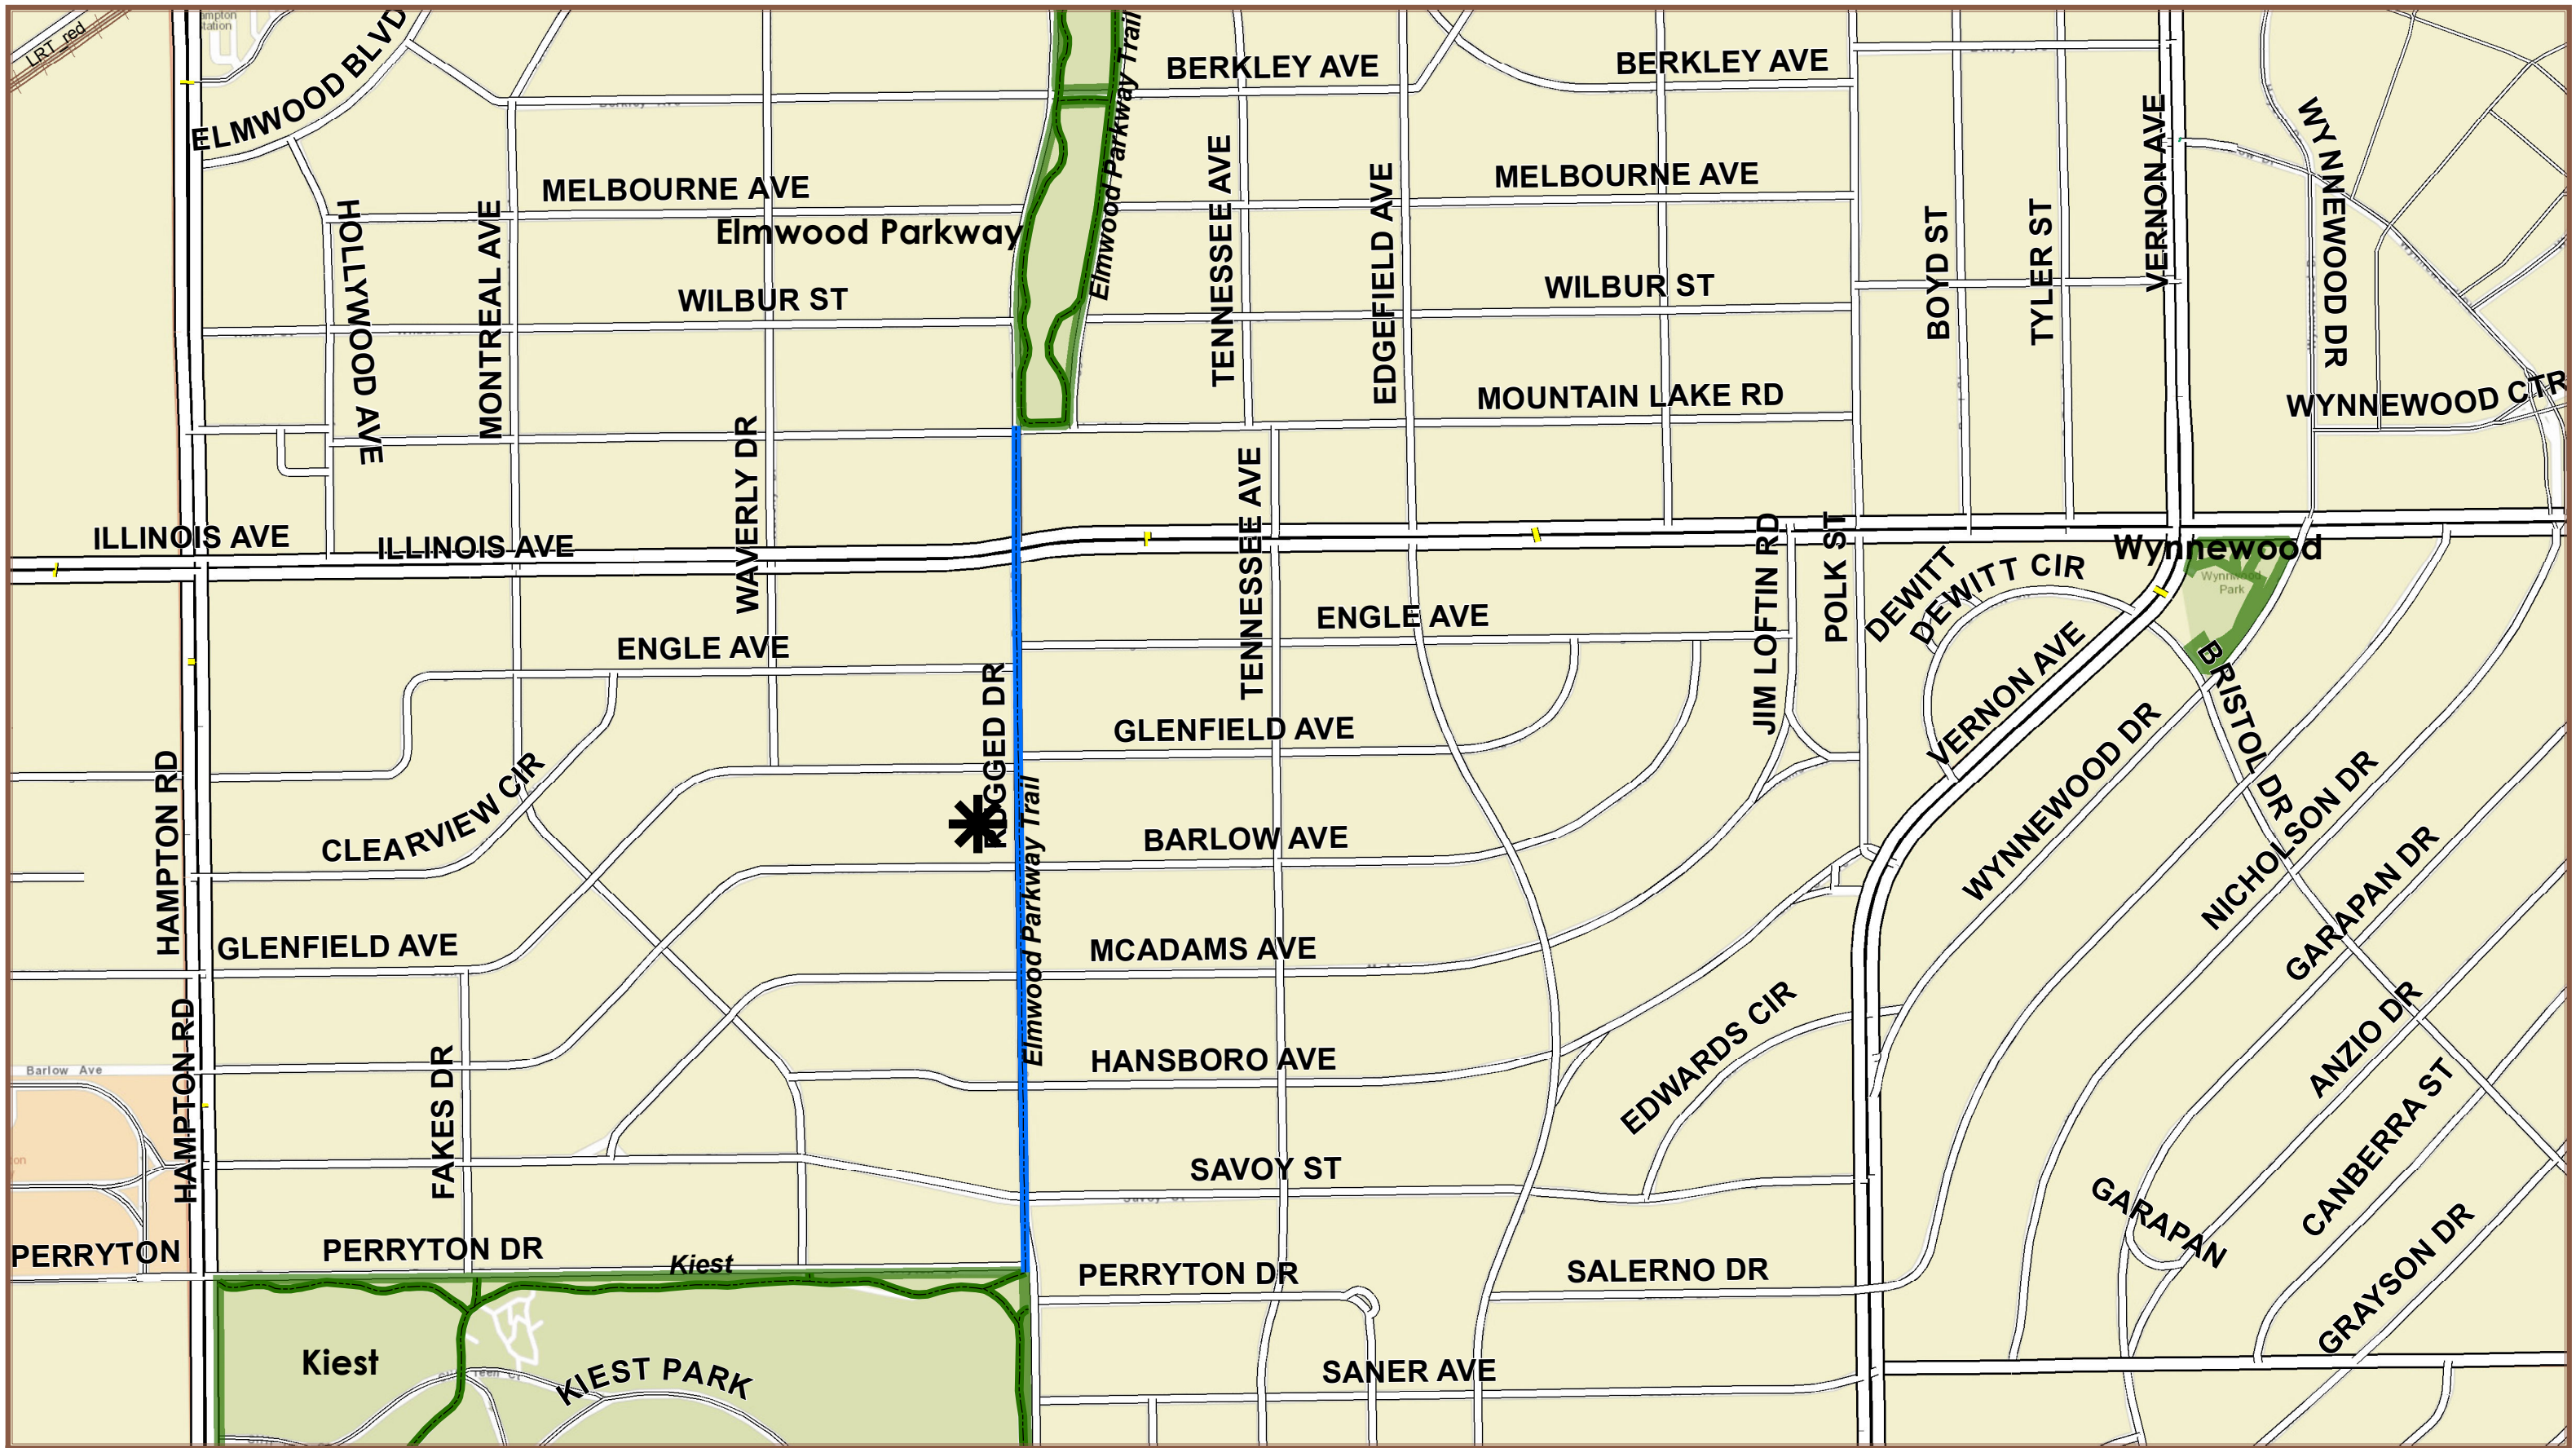 LRT_red
ELMWOOD BLVD
BERKLEY AVE
BERKLEY AVE
Elmwood Parkway Trail
MELBOURNE AVE
MELBOURNE AVE
Elmwood Parkway
HOLLYWOOD AVE
MONTREAL AVE
TENNESSEE AVE
EDGEFIELD AVE
BOYD ST
TYLER ST
VERNON AVE
WYNNEWOOD DR
WILBUR ST
WILBUR ST
MOUNTAIN LAKE RD
WYNNEWOOD CTR
WAVERLY DR
TENNESSEE AVE
ILLINOIS AVE
ILLINOIS AVE
JIM LOFTIN RD
POLK ST
DEWITT
DEWITT CIR
Wynnewood
Wynnwood
Park
ENGLE AVE
ENGLE AVE
RUGGED DR
VERNON AVE
BRISTOL DR
WYNNEWOOD DR
GLENFIELD AVE
HAMPTON RD
CLEARVIEW CIR
Elmwood Parkway Trail
BARLOW AVE
NICHOLSON DR
GARAPAN DR
GLENFIELD AVE
MCADAMS AVE
HAMPTON RD
Barlow Ave
FAKES DR
HANSBORO AVE
EDWARDS CIR
ANZIO DR
CANBERRA ST
SAVOY ST
Savoy St
GARAPAN
GRAYSON DR
PERRYTON
PERRYTON DR
Kiest
PERRYTON DR
SALERNO DR
Kiest
KIEST PARK
SANER AVE